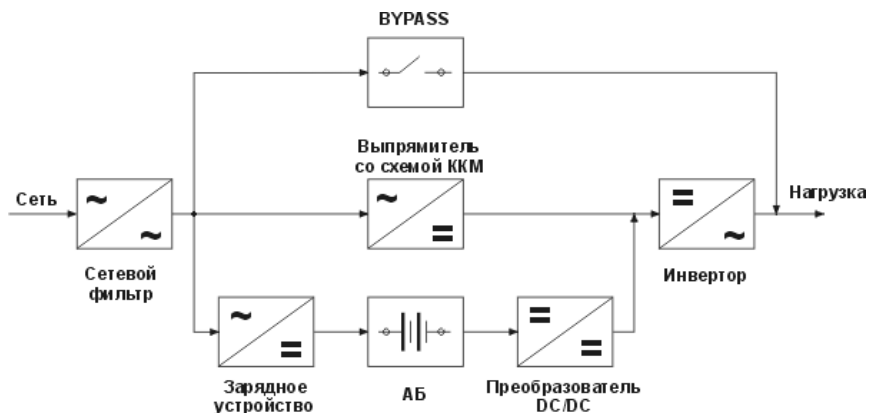 BYPASS
Выпрямитель
со схемой ККМ
Сеть
Нагрузка
Сетевой
фильтр
Инвертор
Зарядное
устройство
АБ
Преобразователь
DC/DC